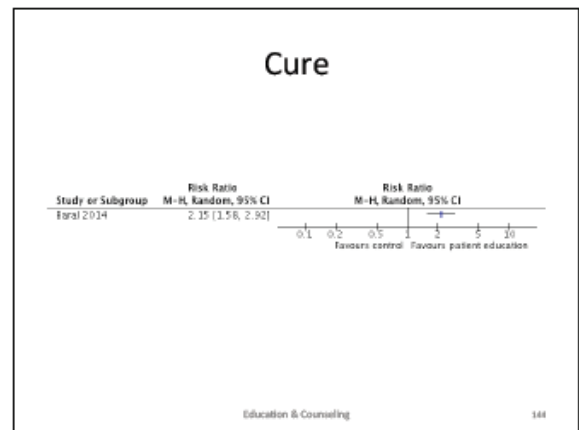 Cure
Risk Ratio Risk Ratio
Study or Subgroup M-H, Random, 95% CI M-H, Random, 95% CI
Baral 2014 2.15 [1.58, 2.92]
0.1 0.2 0.5 1 2 5 10
Favours control Favours patient education
Education & Counseling 144